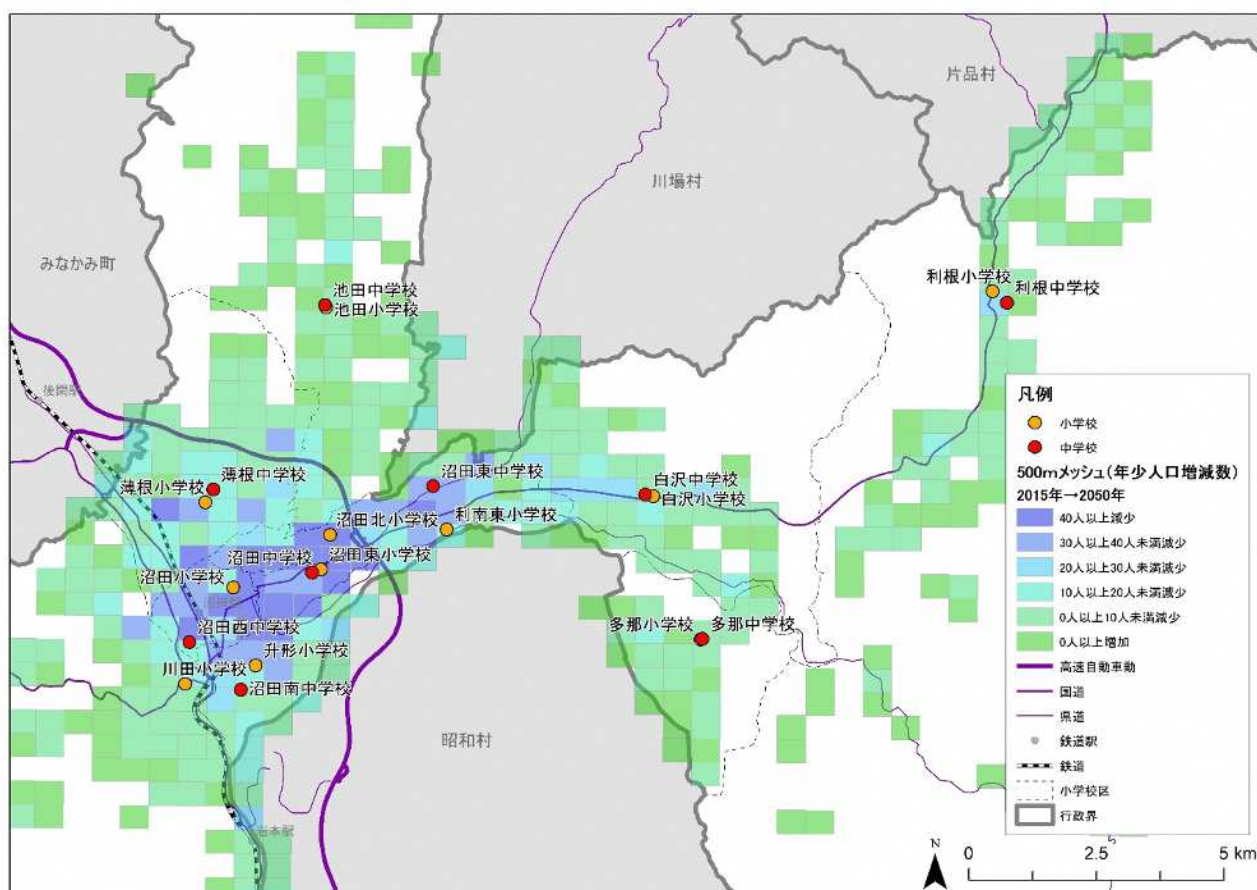 片品村
川場村
みなかみ町
利根小学校
利根中学校
池田中学校
池田小学校
後閑駅
薄根中学校
薄根小学校
沼田東中学校
白沢中学校
白沢小学校
沼田北小学校
利南東小学校
沼田中学校
沼田東小学校
沼田小学校
沼田西中学校
多那小学校
多那中学校
川田小学校
升形小学校
沼田南中学校
昭和村
岩本駅
凡例
小学校
中学校
500mメッシュ(年少人口増減数)
2015年→2050年
40人以上減少
30人以上40人未満減少
20人以上30人未満減少
10人以上20人未満減少
0人以上10人未満減少
0人以上増加
高速自動車動
国道
県道
鉄道駅
鉄道
小学校区
行政界
N
0 2.5 5 km